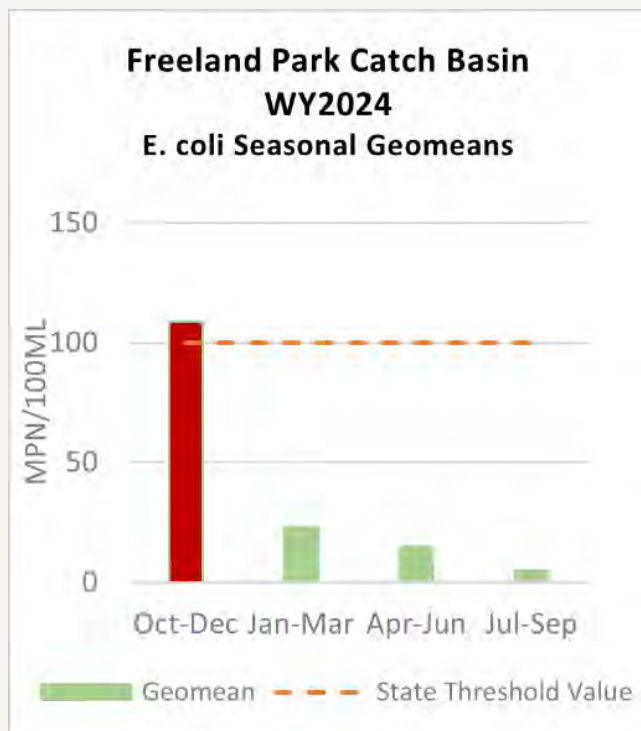 Freeland Park Catch Basin
WY2024
E. coli Seasonal Geomeans
150
100
50
0
MPN/100ML
Oct-Dec Jan-Mar Apr-Jun Jul-Sep
Geomean State Threshold Value